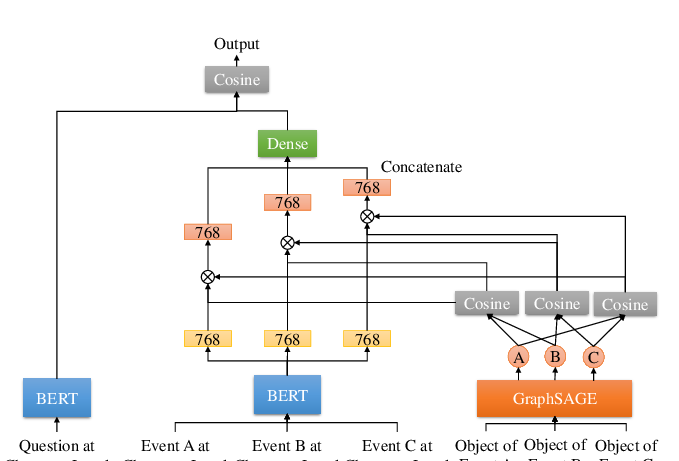 Output
Cosine
Dense
Concatenate
768
768
768
768
768
768
Cosine
Cosine
Cosine
A
B
C
BERT
BERT
GraphSAGE
Question at
Event A at
Event B at
Event C at
Object of
Object of
Object of